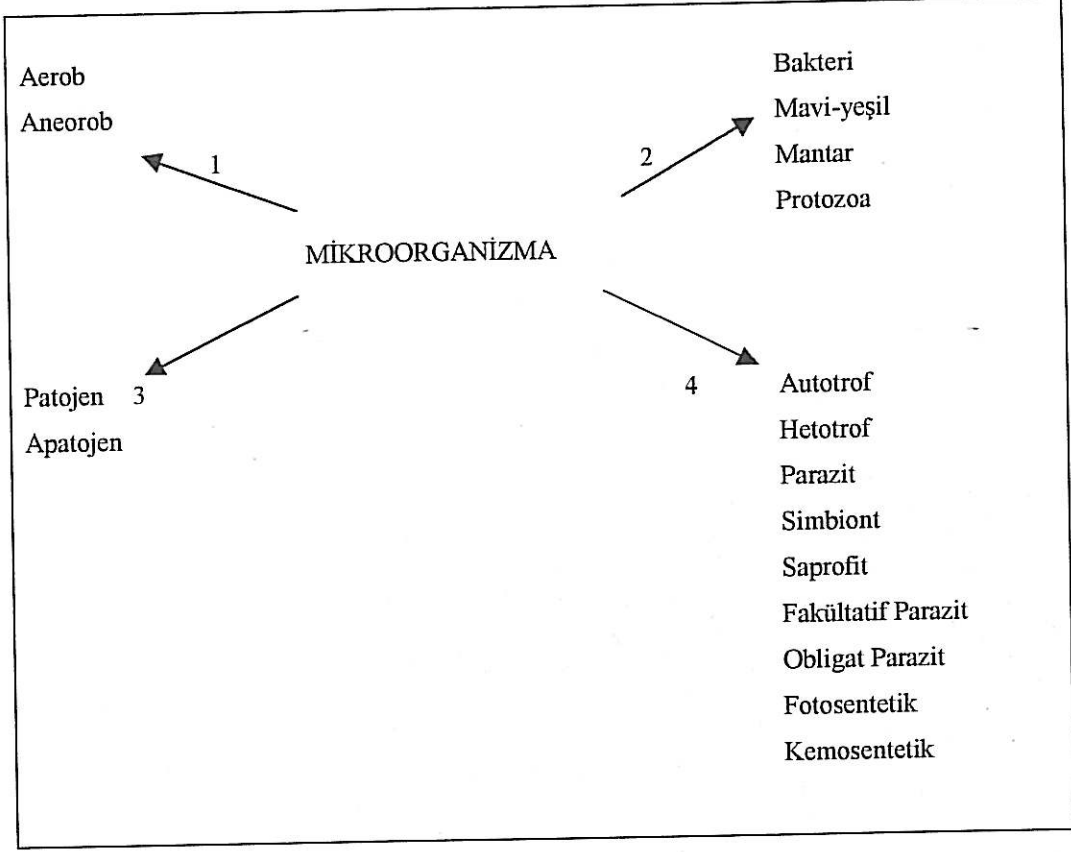 Aerob
Aneorob
1
2
Bakteri
Mavi-yeşil
Mantar
Protozoa
MİKROORGANİZMA
Patojen 3
Apatojen
4
Autotrof
Hetotrof
Parazit
Simbiont
Saprofit
Fakültatif Parazit
Obligat Parazit
Fotosentetik
Kemosentetik